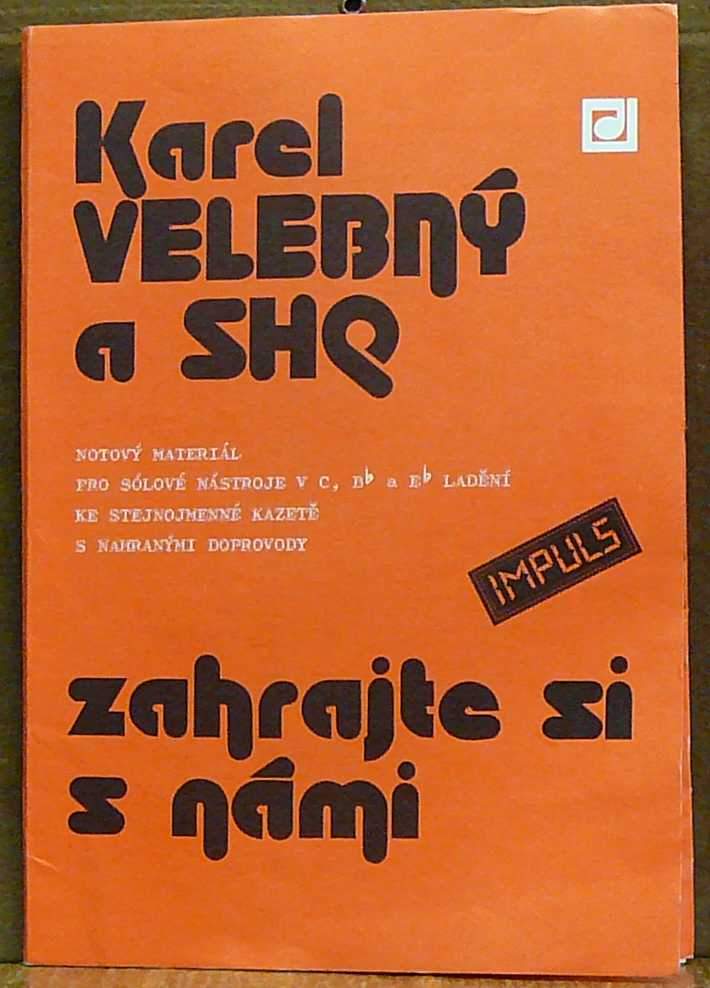 Karel
VELEBNÝ
a SHQ
NOTOVÝ MATERIÁL
PRO SÓLOVÉ NÁSTROJE V C, B♭ a E♭ LADĚNÍ
KE STEJNOJMENNÉ KAZETĚ
S NAHRANÝMI DOPROVODY
IMPULS
zahrajte si
s námi